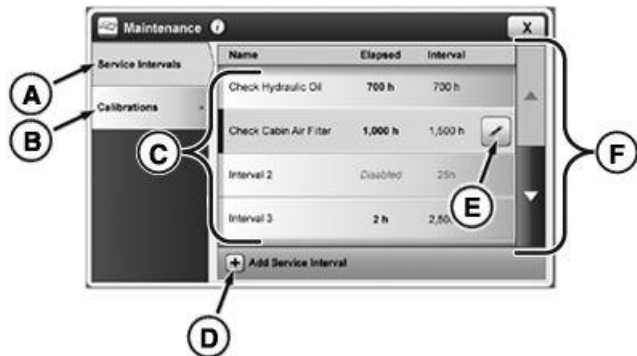 Maintenance i X
Name Elapsed Interval
Service Intervals
Check Hydraulic Oil 700 h 700 h
A
Calibrations
B
C
Check Cabin Air Filter 1,000 h 1,500 h
F
Interval 2 Disabled 25h
E
Interval 3 2 h
+ Add Service Interval
D